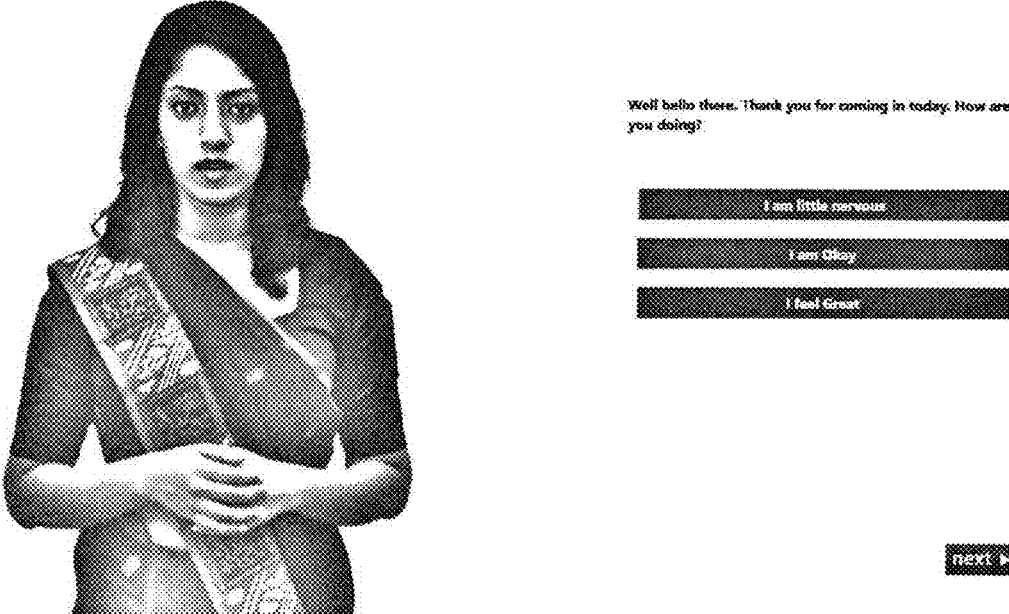 Well hello there. Thank you for coming in today. How are
you doing?
I am little nervous
I am Okay
I feel Great
next